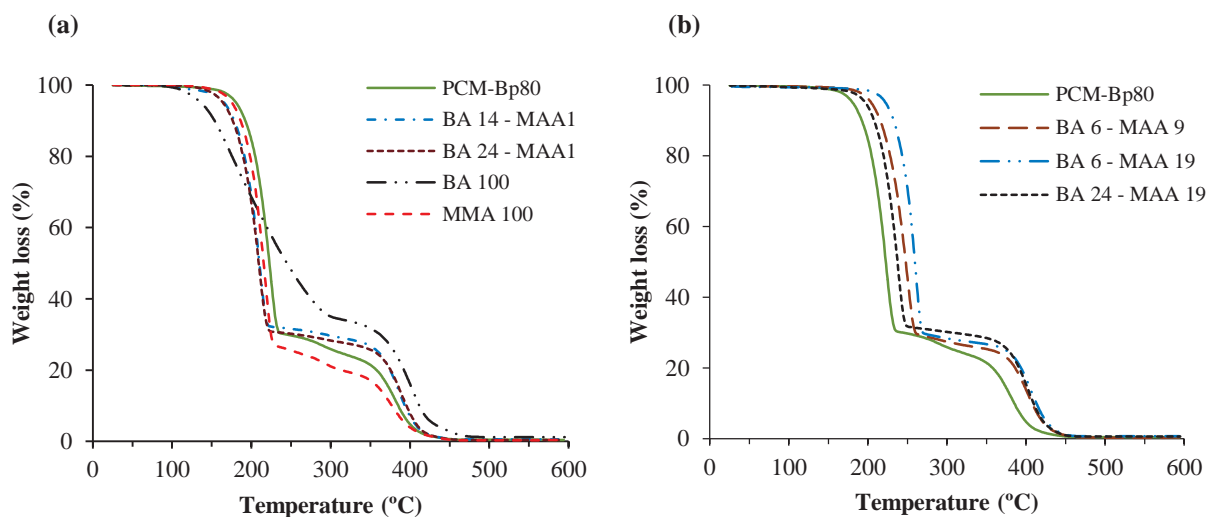 (a)
Weight loss (%)
100
80
60
40
20
0
0 100 200 300 400 500 600
Temperature (ºC)
PCM-Bp80
BA 14 - MAA1
BA 24 - MAA1
BA 100
MMA 100
(b)
Weight loss (%)
100
80
60
40
20
0
0 100 200 300 400 500 600
Temperature (ºC)
PCM-Bp80
BA 6 - MAA 9
BA 6 - MAA 19
BA 24 - MAA 19